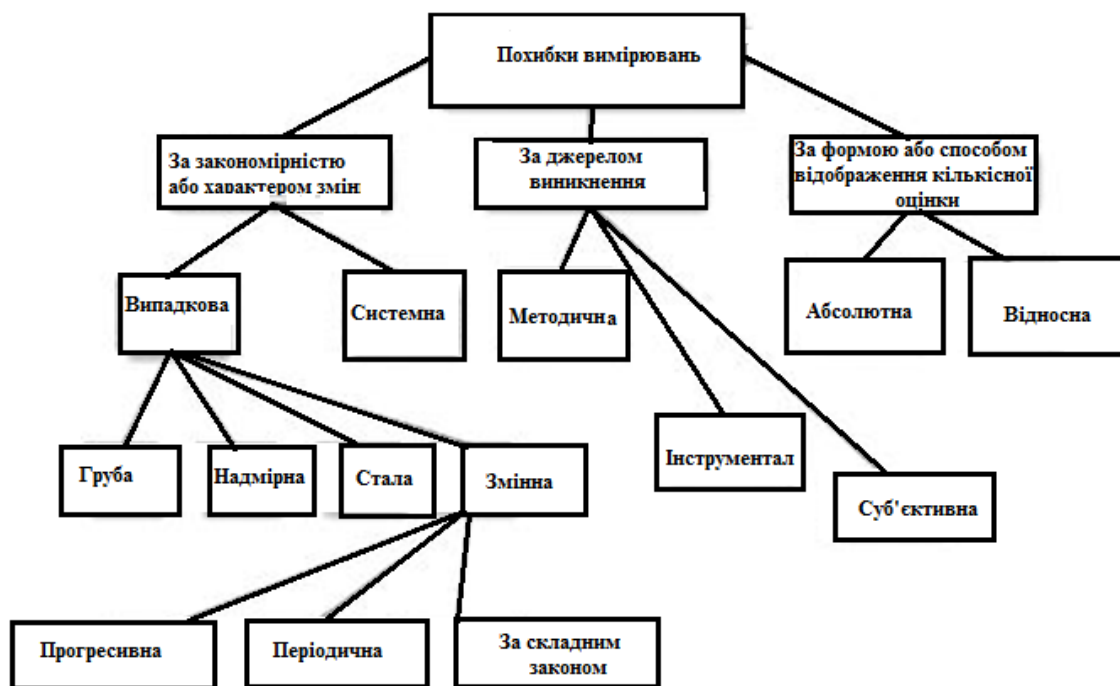 Похибки вимірювань
За закономірністю
або характером змін
За джерелом
виникнення
За формою або способом
відображення кількісної
оцінки
Випадкова
Системна
Методична
Абсолютна
Відносна
Груба
Надмірна
Стала
Змінна
Інструментал
Суб'єктивна
Прогресивна
Періодична
За складним
законом